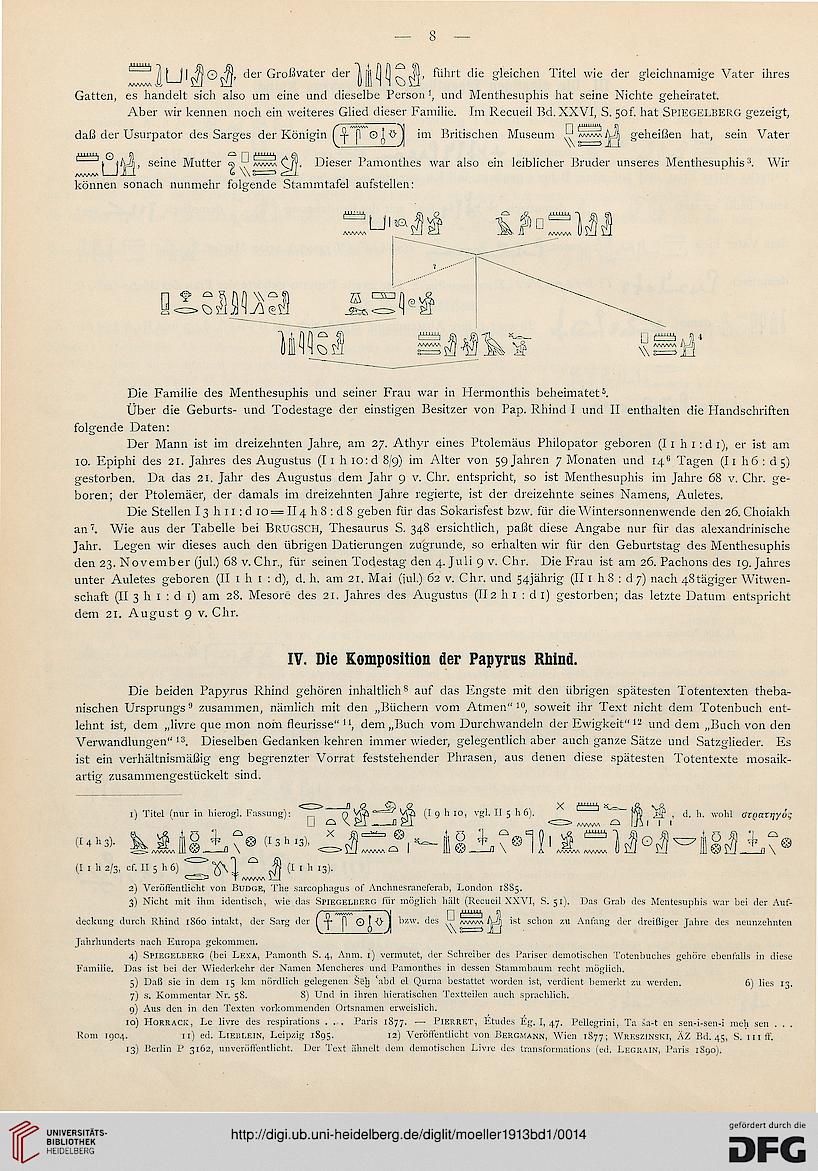 — 8 —
der Großvater der , führt die gleichen Titel wie der gleichnamige Vater ihres
Gatten, es handelt sich also um eine und dieselbe Person¹, und Menthesuphis hat seine Nichte geheiratet.
Aber wir kennen noch ein weiteres Glied dieser Familie. Im Recueil Bd. XXVI, S. 50f. hat SPIEGELBERG gezeigt,
daß der Usurpator des Sarges der Königin im Britischen Museum geheißen hat, sein Vater
, seine Mutter . Dieser Pamonthes war also ein leiblicher Bruder unseres Menthesuphis³. Wir
können sonach nunmehr folgende Stammtafel aufstellen:
?
4
Die Familie des Menthesuphis und seiner Frau war in Hermonthis beheimatet⁵.
Über die Geburts- und Todestage der einstigen Besitzer von Pap. Rhind I und II enthalten die Handschriften
folgende Daten:
Der Mann ist im dreizehnten Jahre, am 27. Athyr eines Ptolemäus Philopator geboren (I 1 h 1 : d 1), er ist am
10. Epiphi des 21. Jahres des Augustus (I 1 h 10: d 8/9) im Alter von 59 Jahren 7 Monaten und 14⁶ Tagen (I 1 h 6 : d 5)
gestorben. Da das 21. Jahr des Augustus dem Jahr 9 v. Chr. entspricht, so ist Menthesuphis im Jahre 68 v. Chr. ge-
boren; der Ptolemäer, der damals im dreizehnten Jahre regierte, ist der dreizehnte seines Namens, Auletes.
Die Stellen I 3 h 11 : d 10 = II 4 h 8 : d 8 geben für das Sokarisfest bzw. für die Wintersonnenwende den 26. Choiakh
an⁷. Wie aus der Tabelle bei BRUGSCH, Thesaurus S. 348 ersichtlich, paßt diese Angabe nur für das alexandrinische
Jahr. Legen wir dieses auch den übrigen Datierungen zugrunde, so erhalten wir für den Geburtstag des Menthesuphis
den 23. November (jul.) 68 v. Chr., für seinen Todestag den 4. Juli 9 v. Chr. Die Frau ist am 26. Pachons des 19. Jahres
unter Auletes geboren (II 1 h 1 : d), d. h. am 21. Mai (jul.) 62 v. Chr. und 54jährig (II 1 h 8 : d 7) nach 48tägiger Witwen-
schaft (II 3 h 1 : d 1) am 28. Mesorē des 21. Jahres des Augustus (II 2 h 1 : d 1) gestorben; das letzte Datum entspricht
dem 21. August 9 v. Chr.
IV. Die Komposition der Papyrus Rhind.
Die beiden Papyrus Rhind gehören inhaltlich⁸ auf das Engste mit den übrigen spätesten Totentexten theba-
nischen Ursprungs⁹ zusammen, nämlich mit den „Büchern vom Atmen“¹⁰, soweit ihr Text nicht dem Totenbuch ent-
lehnt ist, dem „livre que mon nom fleurisse“¹¹, dem „Buch vom Durchwandeln der Ewigkeit“¹² und dem „Buch von den
Verwandlungen“¹³. Dieselben Gedanken kehren immer wieder, gelegentlich aber auch ganze Sätze und Satzglieder. Es
ist ein verhältnismäßig eng begrenzter Vorrat feststehender Phrasen, aus denen diese spätesten Totentexte mosaik-
artig zusammengestückelt sind.
1) Titel (nur in hierogl. Fassung): (I 9 h 10, vgl. II 5 h 6). , d. h. wohl στρατηγός
(I 4 h 3). (I 3 h 13),
(I 1 h 2/3, cf. II 5 h 6) (I 1 h 13).
2) Veröffentlicht von BUDGE, The sarcophagus of Anchnesraneferab, London 1885.
3) Nicht mit ihm identisch, wie das SPIEGELBERG für möglich hält (Recueil XXVI, S. 51). Das Grab des Mentesuphis war bei der Auf-
deckung durch Rhind 1860 intakt, der Sarg der bzw. des ist schon zu Anfang der dreißiger Jahre des neunzehnten
Jahrhunderts nach Europa gekommen.
4) SPIEGELBERG (bei LEXA, Pamonth S. 4, Anm. 1) vermutet, der Schreiber des Pariser demotischen Totenbuches gehöre ebenfalls in diese
Familie. Das ist bei der Wiederkehr der Namen Mencheres und Pamonthes in dessen Stammbaum recht möglich.
5) Daß sie in dem 15 km nördlich gelegenen Šēḫ ʿabd el Qurna bestattet worden ist, verdient bemerkt zu werden. 6) lies 13.
7) s. Kommentar Nr. 58. 8) Und in ihren hieratischen Textteilen auch sprachlich.
9) Aus den in den Texten vorkommenden Ortsnamen erweislich.
10) HORRACK, Le livre des respirations . . . Paris 1877. — PIERRET, Études Ég. I, 47. Pellegrini, Ta ša-t en sen-i-sen-i meḥ sen . . .
Rom 1904. 11) ed. LIEBLEIN, Leipzig 1895. 12) Veröffentlicht von BERGMANN, Wien 1877; WRESZINSKI, ÄZ Bd. 45, S. 111 ff.
13) Berlin P 3162, unveröffentlicht. Der Text ähnelt dem demotischen Livre des transformations (ed. LEGRAIN, Paris 1890).
UNIVERSITÄTS-
BIBLIOTHEK
HEIDELBERG
http://digi.ub.uni-heidelberg.de/diglit/moeller1913bd1/0014
gefördert durch die
DFG